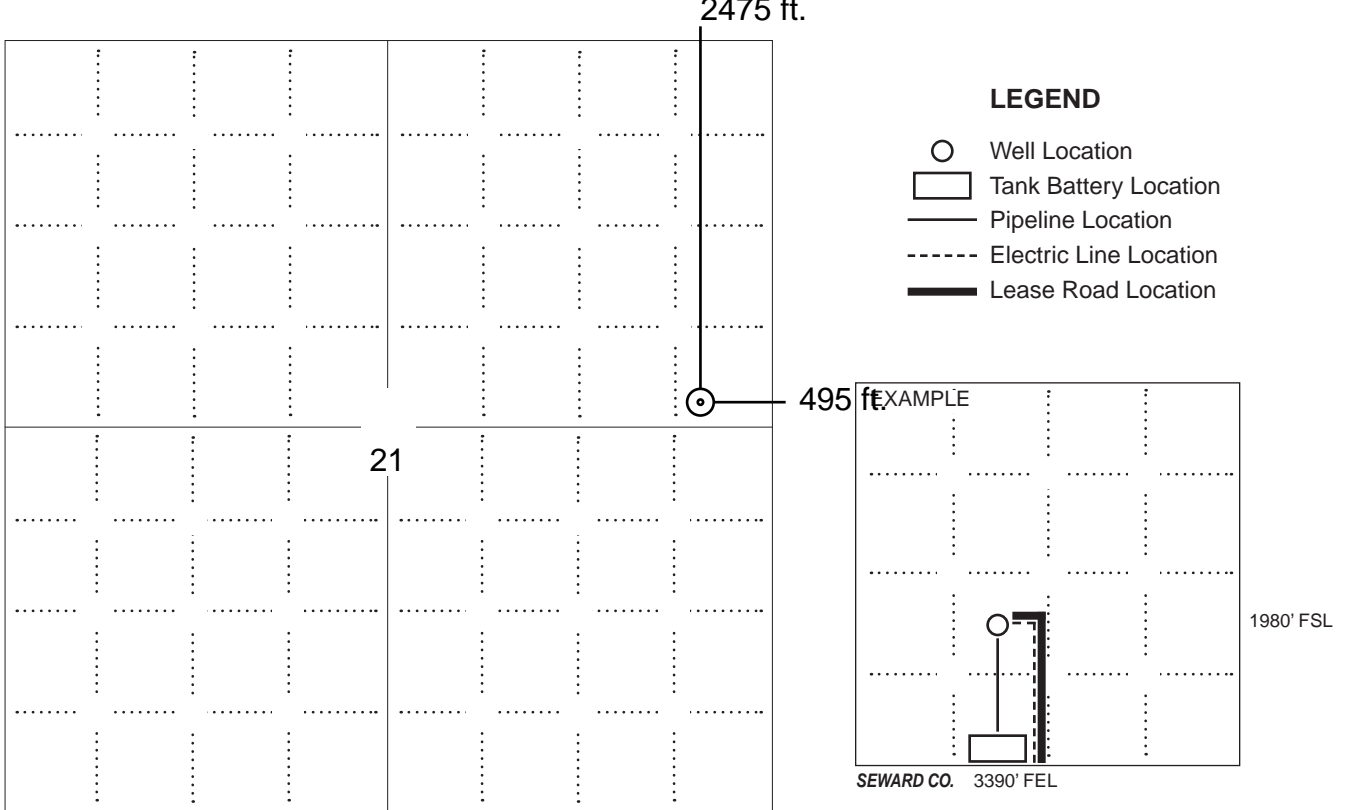 2475 ft.
LEGEND
Well Location
Tank Battery Location
Pipeline Location
Electric Line Location
Lease Road Location
495 ft.
EXAMPLE
21
1980' FSL
SEWARD CO. 3390' FEL